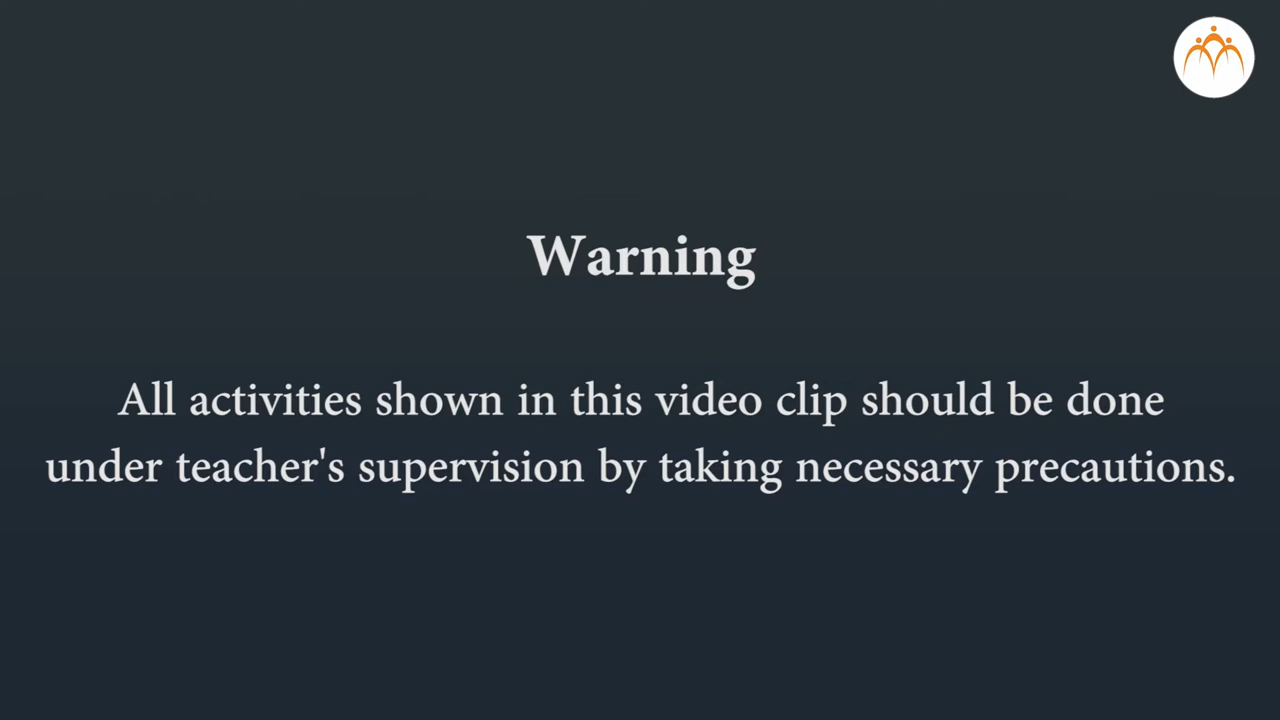 Warning
All activities shown in this video clip should be done
under teacher's supervision by taking necessary precautions.